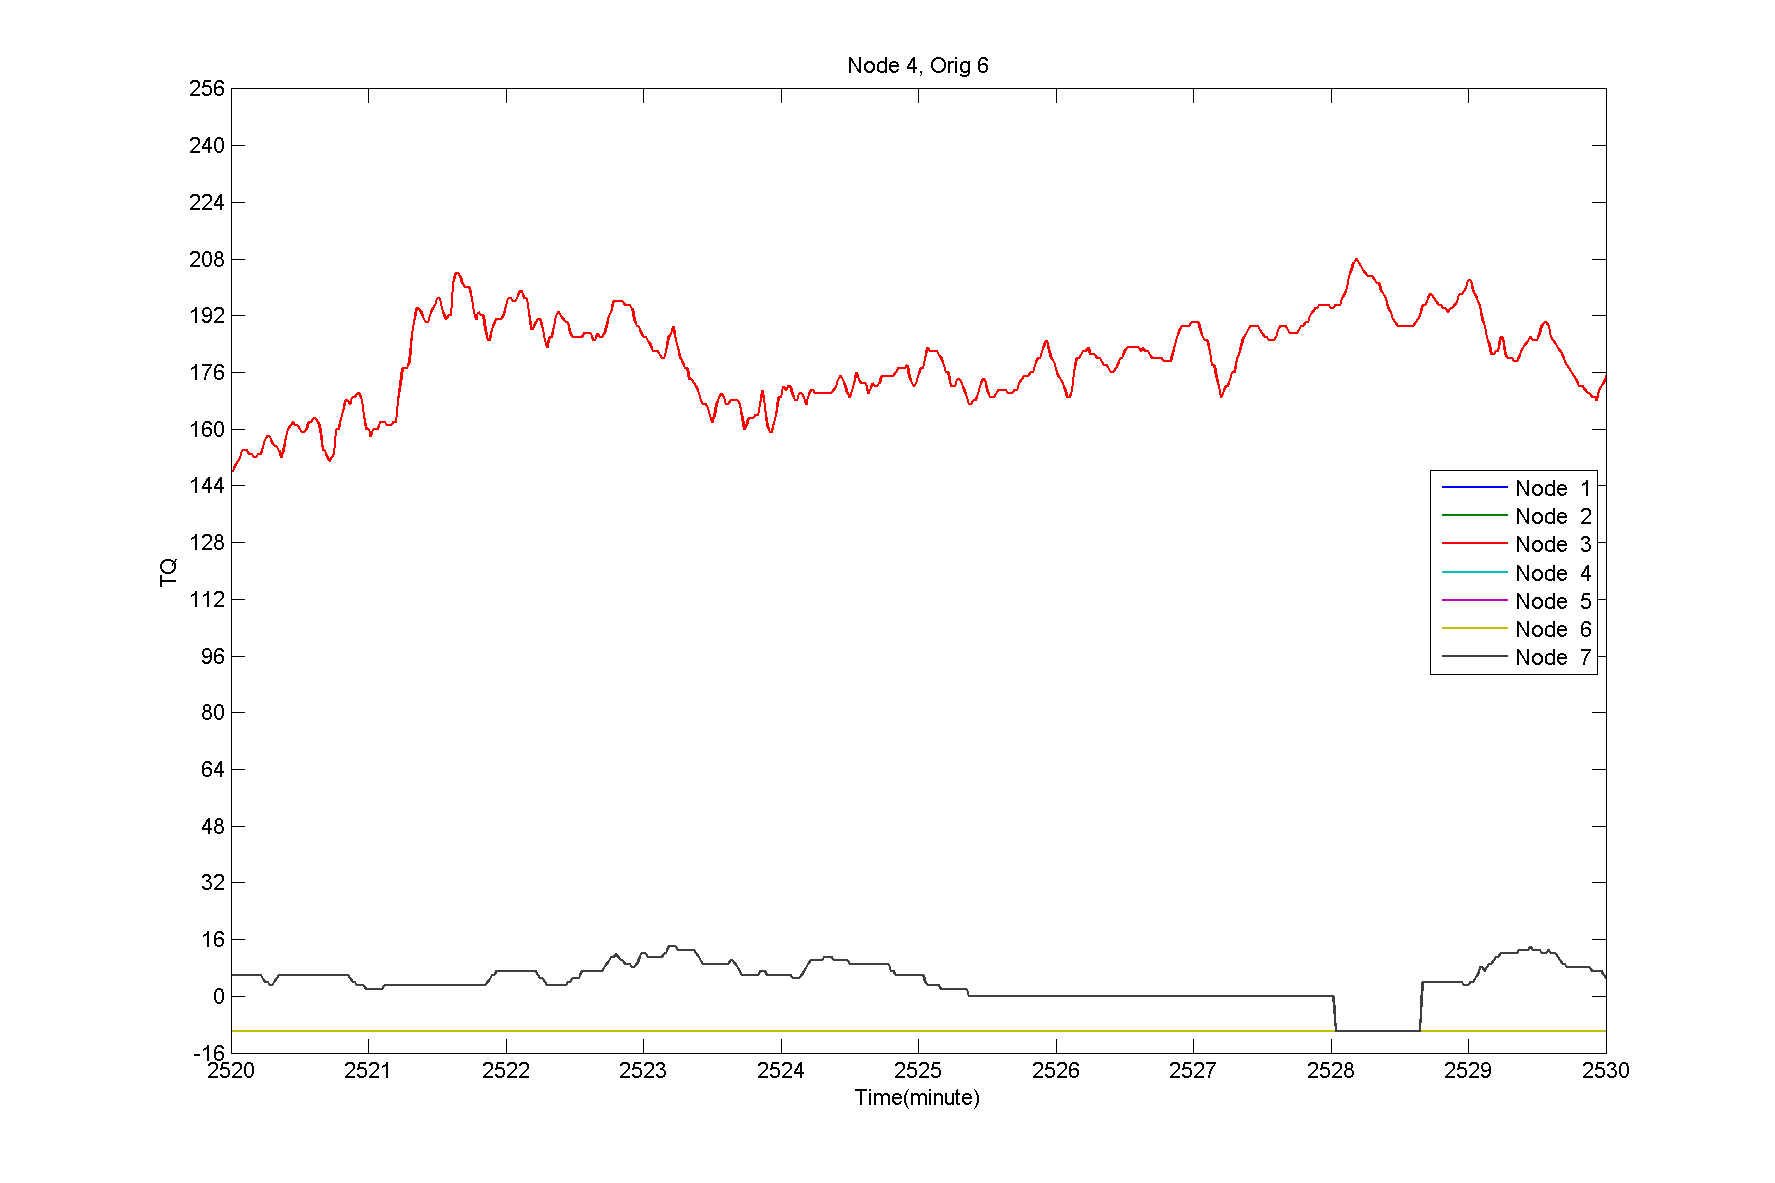 Node 4, Orig 6
256
240
224
208
192
176
160
144
128
112
96
80
64
48
32
16
0
-16
TQ
Node 1
Node 2
Node 3
Node 4
Node 5
Node 6
Node 7
2520 2521 2522 2523 2524 2525 2526 2527 2528 2529 2530
Time(minute)